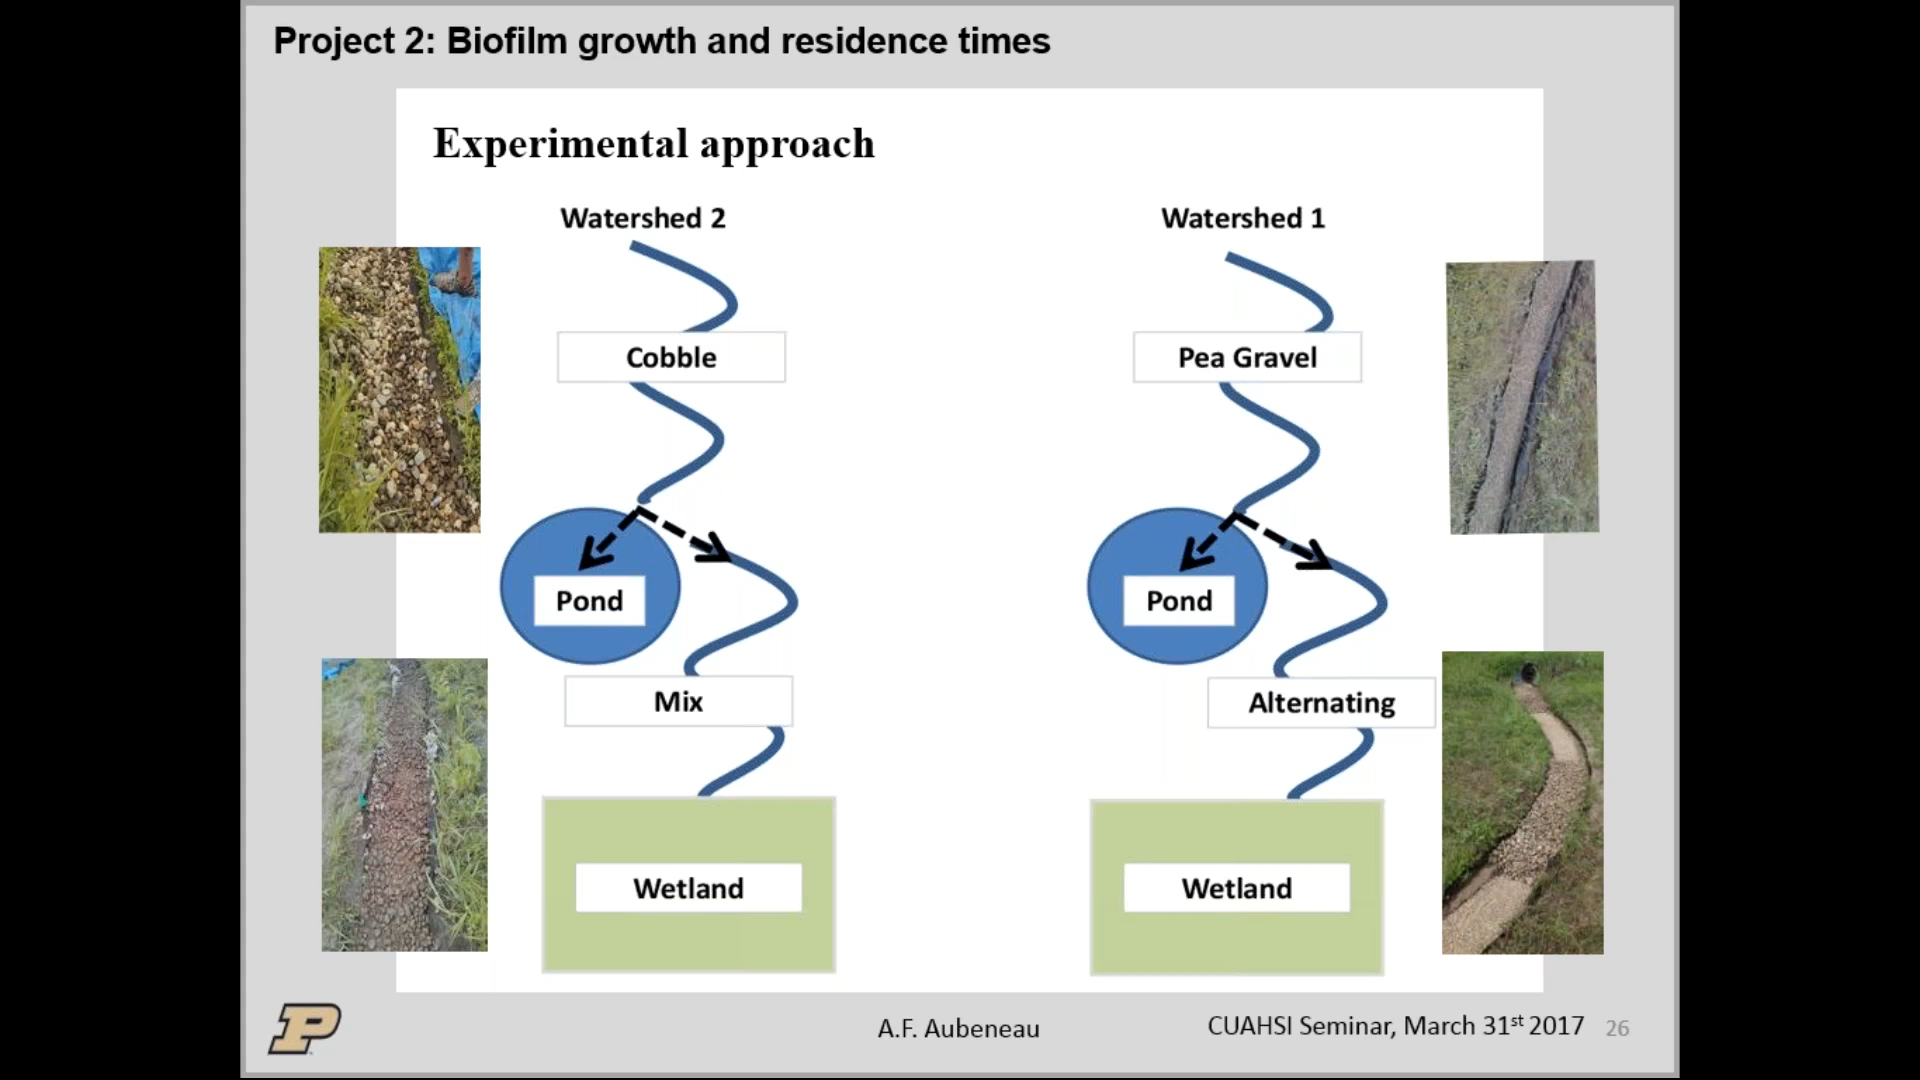 Project 2: Biofilm growth and residence times
Experimental approach
Watershed 2
Cobble
Pond
Mix
Wetland
Watershed 1
Pea Gravel
Pond
Alternating
Wetland
P
A.F. Aubeneau
CUAHSI Seminar, March 31st 2017
26